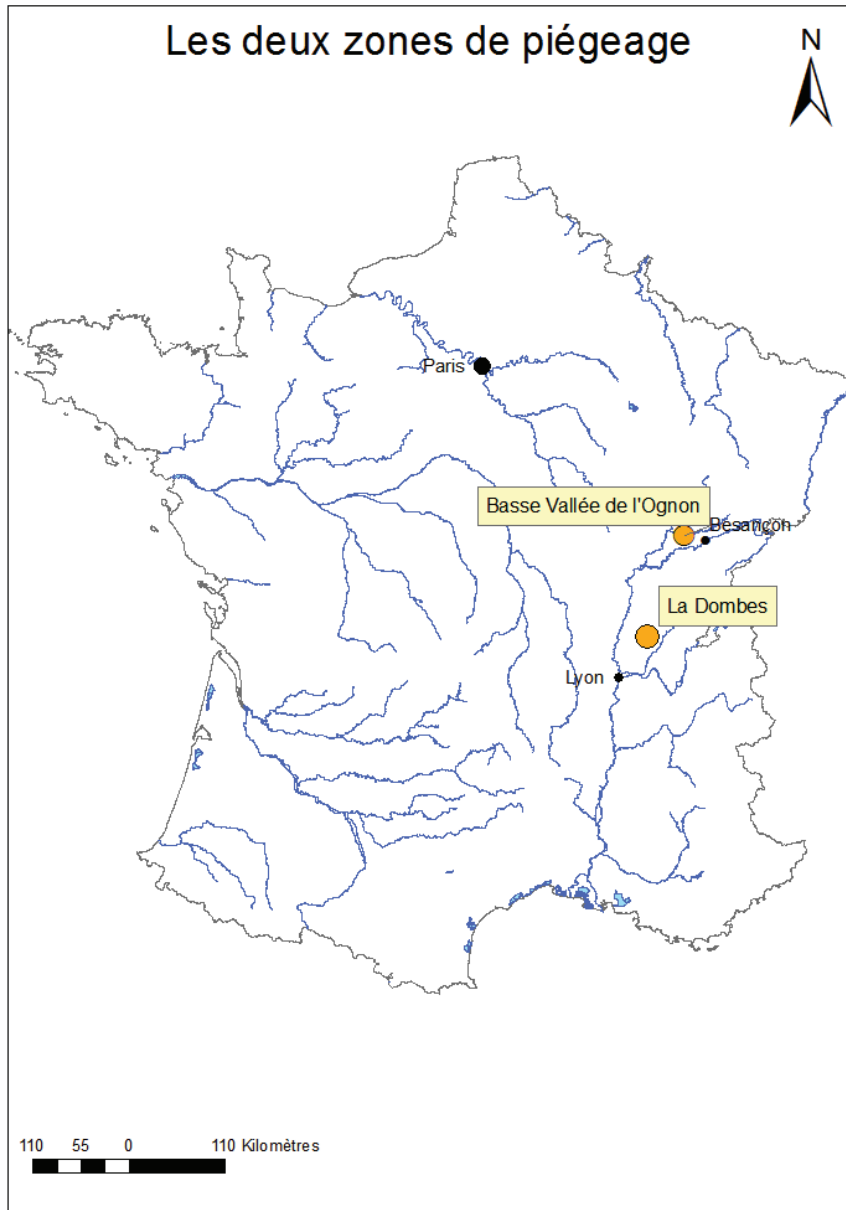 Les deux zones de piégeage
N
Paris
Basse Vallée de l'Ognon
Besançon
La Dombes
Lyon
110 55 0 110 Kilomètres